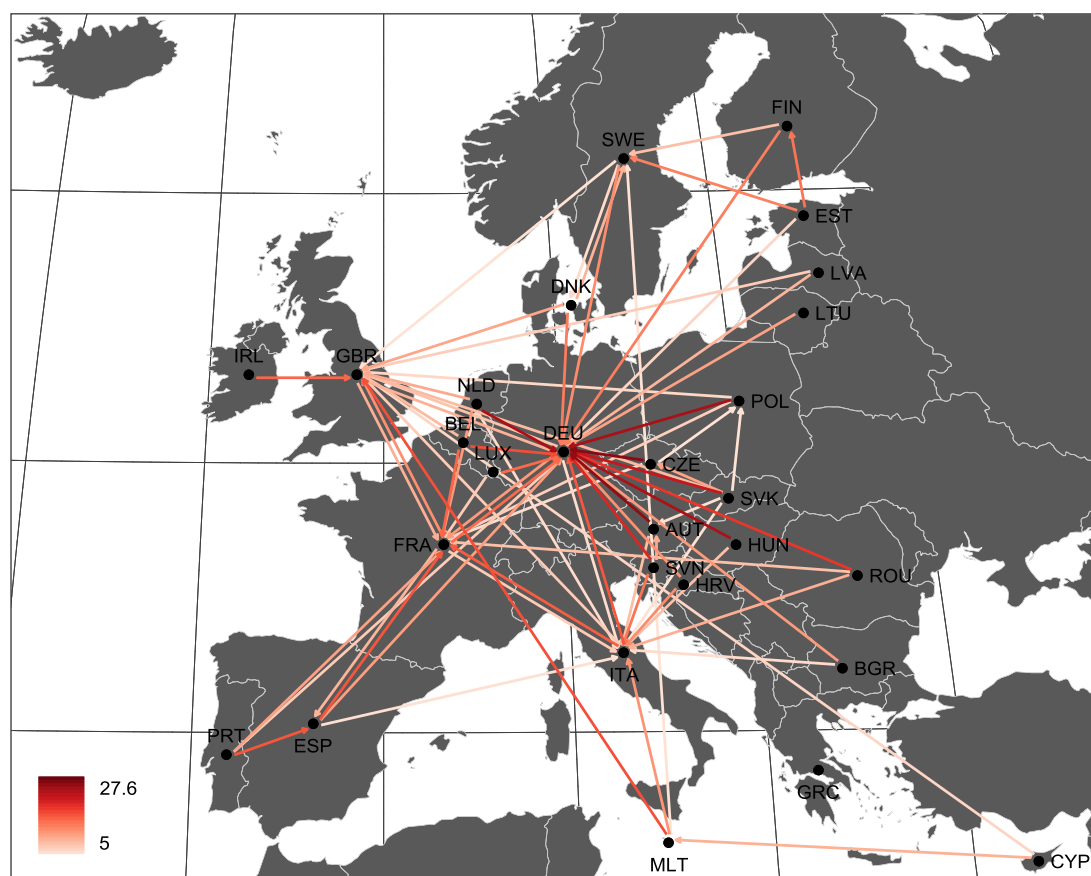 FIN
SWE
EST
LVA
DNK
LTU
IRL
GBR
NLD
POL
BEL
DEU
LUX
CZE
SVK
AUT
FRA
HUN
SVN
ROU
HRV
ITA
BGR
PRT
ESP
27.6
GRC
5
MLT
CYP